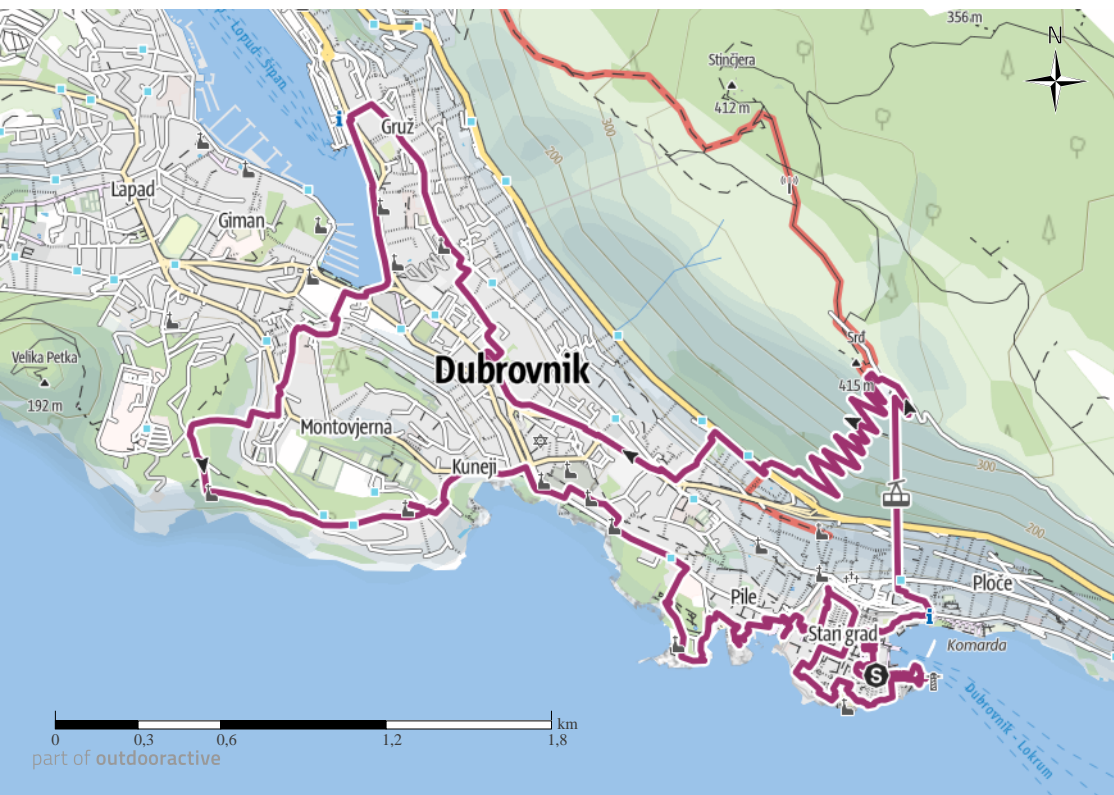 356 m
N
Lopud-Šipan
Stinčjera
412 m
300
Gruž
200
Lapad
Giman
Srđ
Velika Petka
Dubrovnik
415 m
192 m
Montovjerna
300
Kuneji
200
Ploče
Pile
Stari grad
Komarda
S
Dubrovnik - Lokrum
km
0 0,3 0,6 1,2 1,8
part of outdooractive